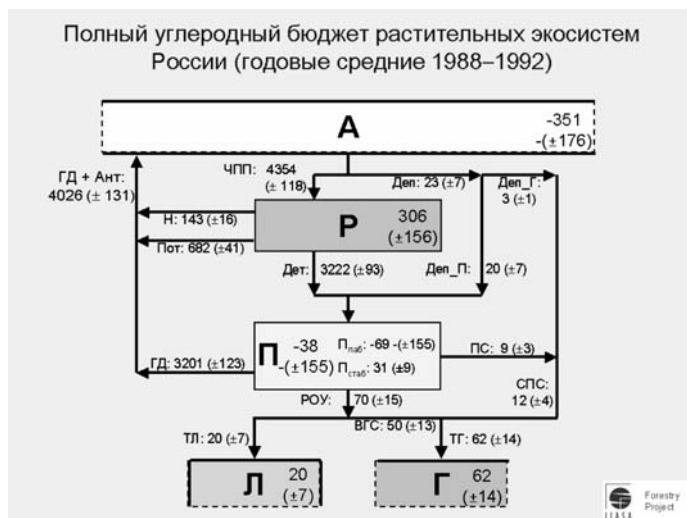 Полный углеродный бюджет растительных экосистем
России (годовые средние 1988–1992)
А
-351
-(±176)
ГД + Ант:
4026 (± 131)
ЧПП: 4354
(± 118)
Деп: 23 (±7)
Деп_Г:
3 (±1)
Н: 143 (±16)
Р
306
(±156)
Пот: 682 (±41)
Дет: 3222 (±93)
Деп_П: 20 (±7)
П
-38
-(±155)
Плаб: -69 -(±155)
Пстаб: 31 (±9)
ПС: 9 (±3)
ГД: 3201 (±123)
РОУ: 70 (±15)
СПС:
12 (±4)
ВГС: 50 (±13)
ТЛ: 20 (±7)
ТГ: 62 (±14)
Л
20
(±7)
Г
62
(±14)
IIASA
Forestry
Project